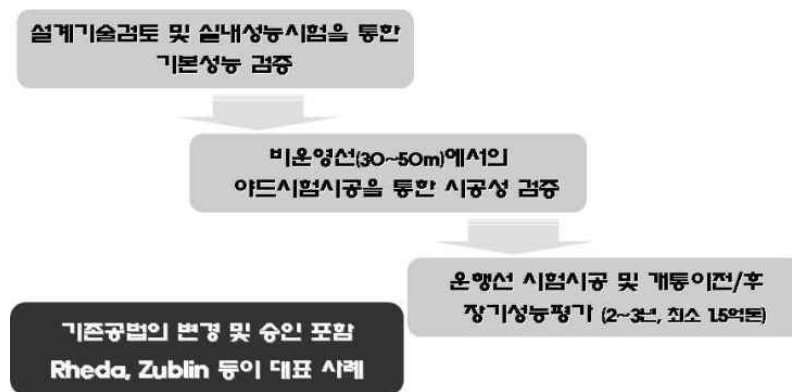 설계기술검토 및 실내성능시험을 통한
기본성능 검증
비운영선(30~50m)에서의
야드시험시공을 통한 시공성 검증
운행선 시험시공 및 개통이전/후
장기성능평가 (2~3년, 최소 1.5억톤)
기존공법의 변경 및 승인 포함
Rheda, Zublin 등이 대표 사례